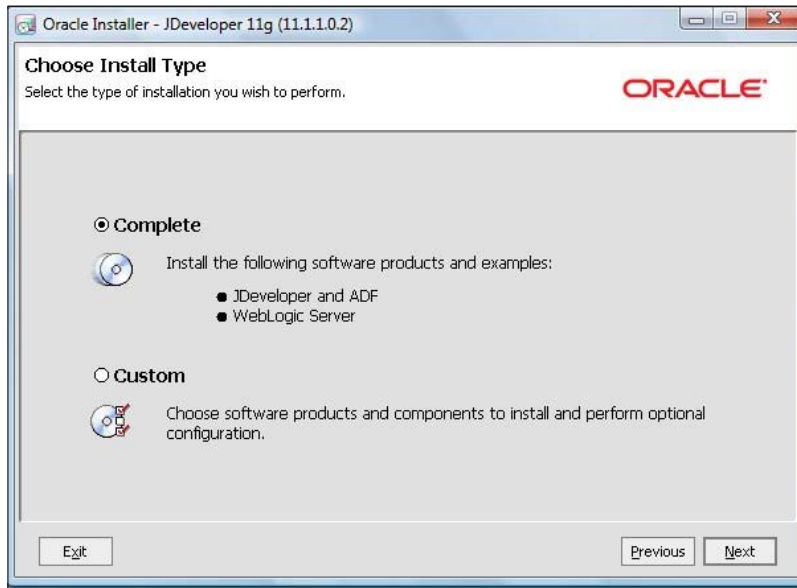 Oracle Installer - JDeveloper 11g (11.1.1.0.2)
Choose Install Type
Select the type of installation you wish to perform.
ORACLE
Complete
Install the following software products and examples:
● JDeveloper and ADF
● WebLogic Server
Custom
Choose software products and components to install and perform optional
configuration.
Exit
Previous
Next